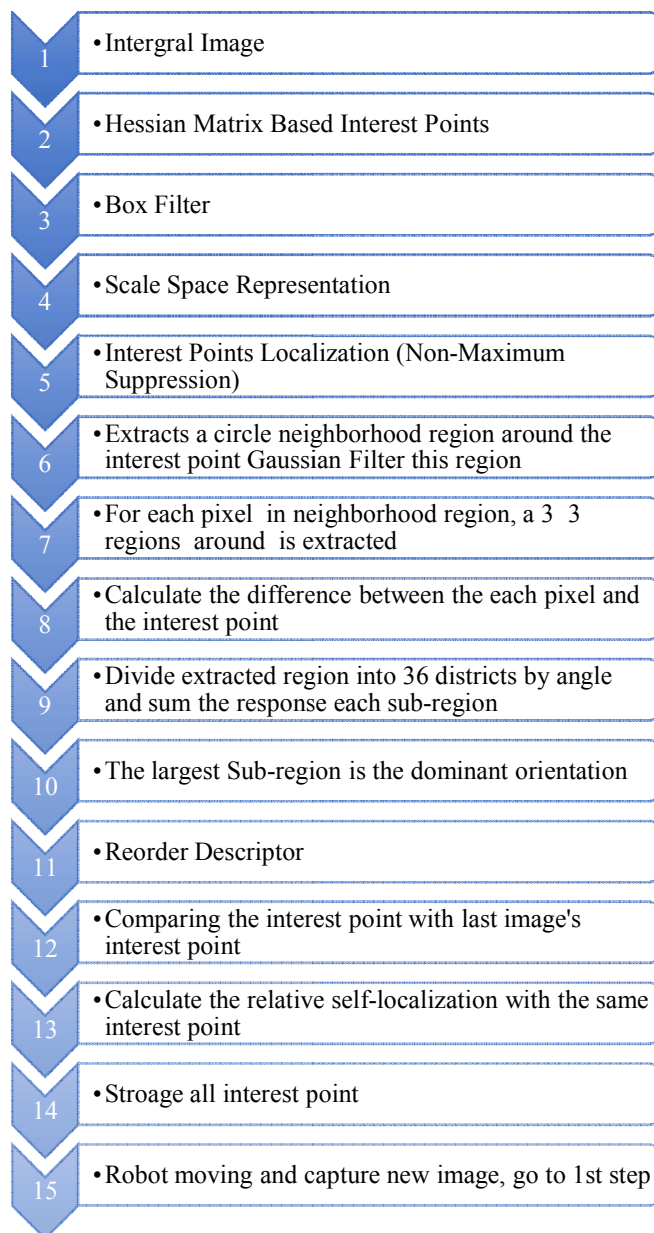 1
•Intergral Image
2
•Hessian Matrix Based Interest Points
3
•Box Filter
4
•Scale Space Representation
5
•Interest Points Localization (Non-Maximum
Suppression)
6
•Extracts a circle neighborhood region around the
interest point Gaussian Filter this region
7
•For each pixel in neighborhood region, a 3 3
regions around is extracted
8
•Calculate the difference between the each pixel and
the interest point
9
•Divide extracted region into 36 districts by angle
and sum the response each sub-region
10
•The largest Sub-region is the dominant orientation
11
•Reorder Descriptor
12
•Comparing the interest point with last image's
interest point
13
•Calculate the relative self-localization with the same
interest point
14
•Stroage all interest point
15
•Robot moving and capture new image, go to 1st step